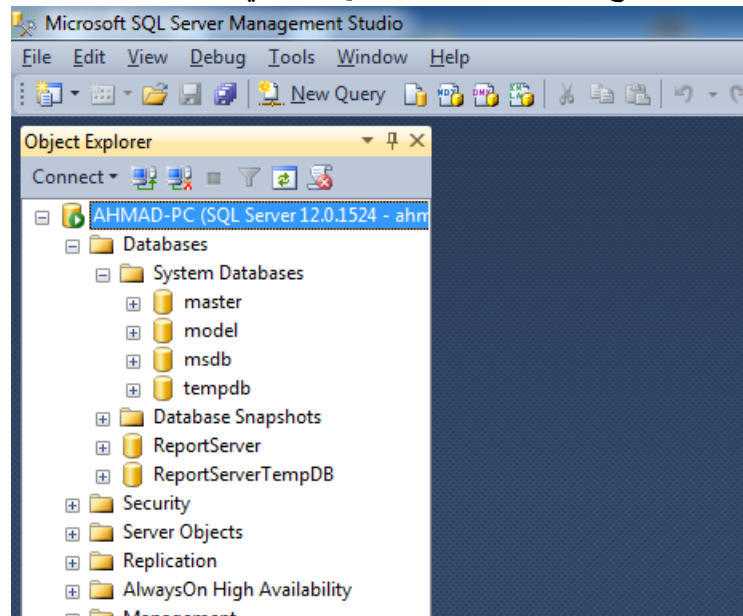 Microsoft SQL Server Management Studio
File Edit View Debug Tools Window Help
New Query
Object Explorer
Connect
AHMAD-PC (SQL Server 12.0.1524 - ahm
Databases
System Databases
master
model
msdb
tempdb
Database Snapshots
ReportServer
ReportServerTempDB
Security
Server Objects
Replication
AlwaysOn High Availability
Management